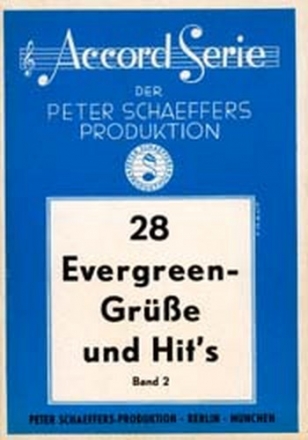 Accord Serie
DER
PETER SCHAEFFERS
PRODUKTION
28
Evergreen-
Grüße
und Hit's
Band 2
PETER SCHAEFFERS-PRODUKTION - BERLIN - MÜNCHEN